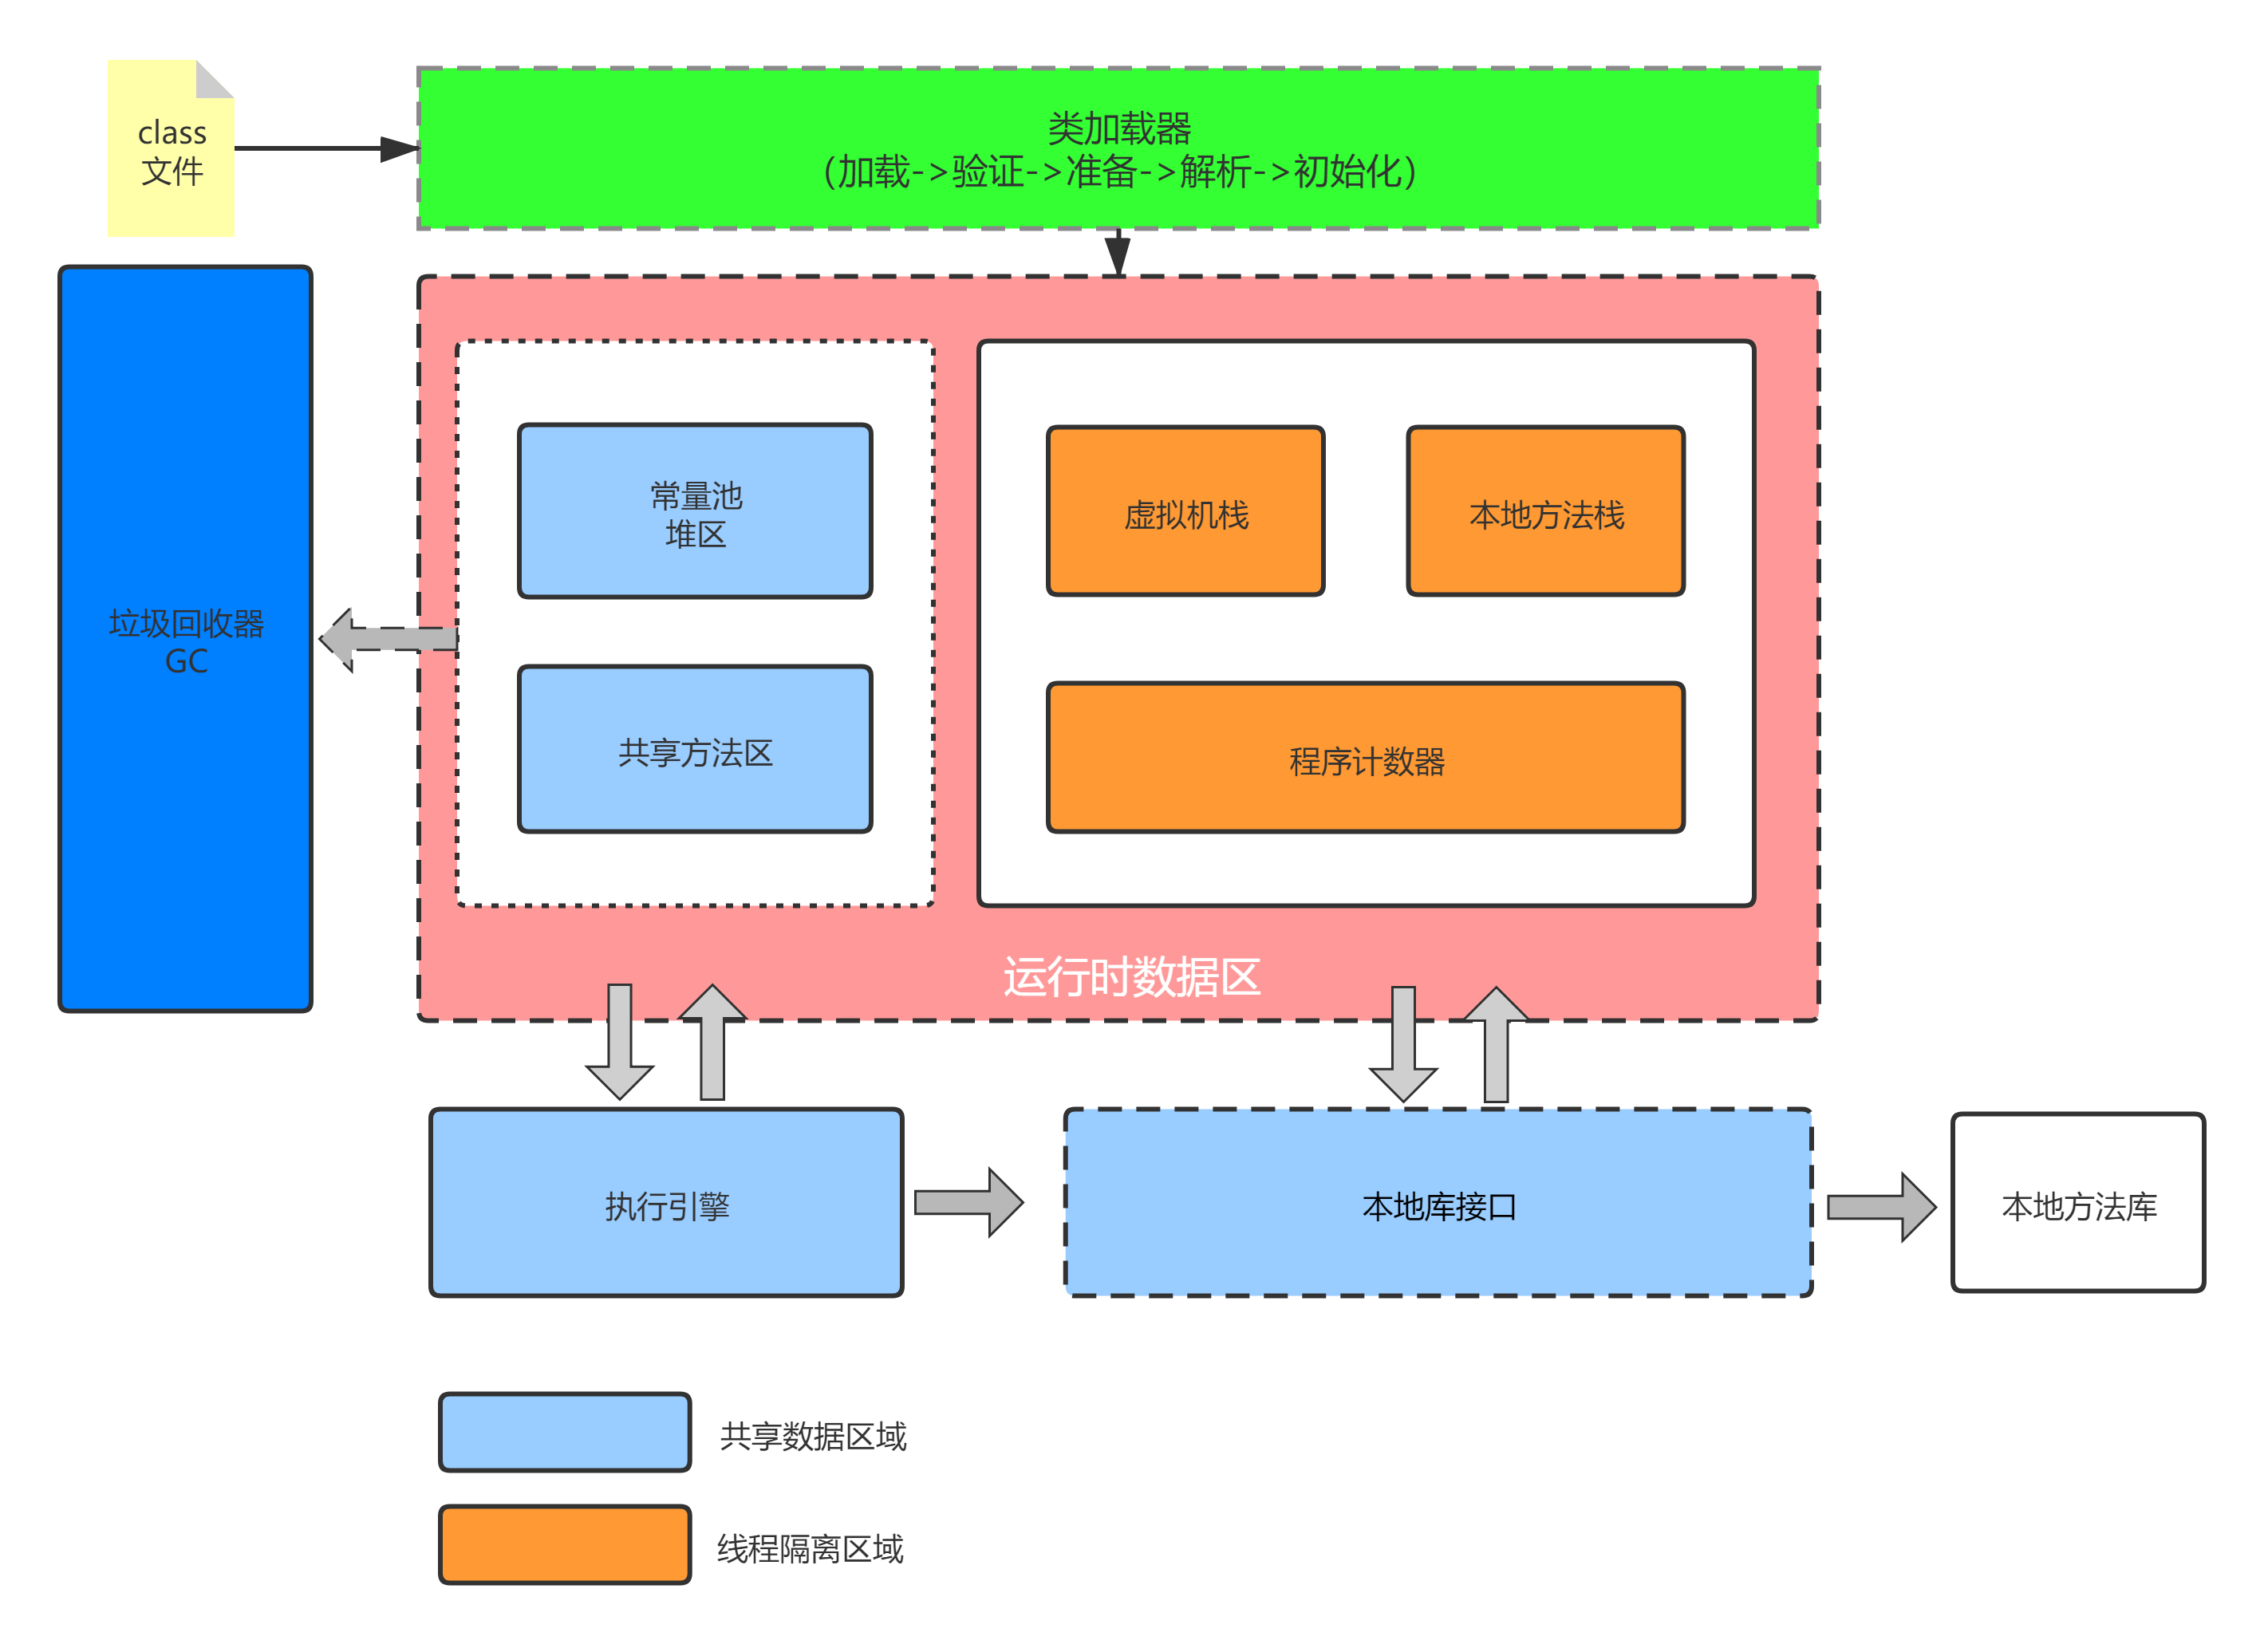 class
文件
类加载器
(加载->验证->准备->解析->初始化)
垃圾回收器
GC
常量池
堆区
共享方法区
虚拟机栈
本地方法栈
程序计数器
运行时数据区
执行引擎
本地库接口
本地方法库
共享数据区域
线程隔离区域